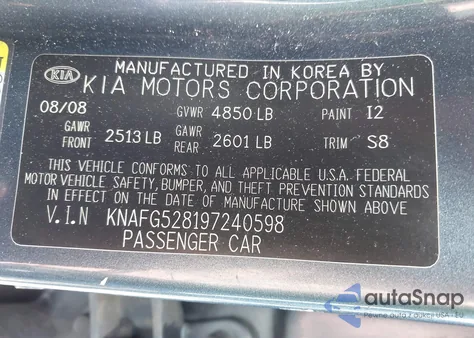 MANUFACTURED IN KOREA BY
KIA KIA MOTORS CORPORATION
08/08 GVWR 4850 LB PAINT I2
GAWR FRONT 2513 LB GAWR REAR 2601 LB TRIM S8
THIS VEHICLE CONFORMS TO ALL APPLICABLE U.S.A. FEDERAL
MOTOR VEHICLE SAFETY, BUMPER, AND THEFT PREVENTION STANDARDS
IN EFFECT ON THE DATE OF MANUFACTURE SHOWN ABOVE
V.I.N KNAFG528197240598
PASSENGER CAR
autoSnap